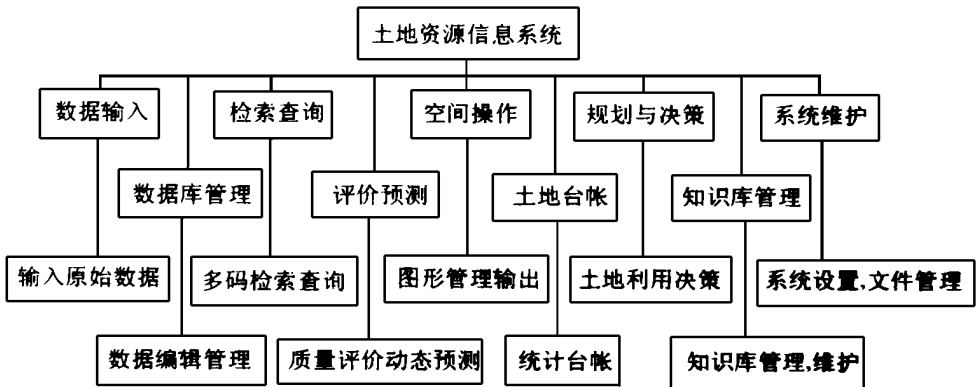 土地资源信息系统
数据输入
检索查询
空间操作
规划与决策
系统维护
数据库管理
评价预测
土地台帐
知识库管理
输入原始数据
多码检索查询
图形管理输出
土地利用决策
系统设置,文件管理
数据编辑管理
质量评价动态预测
统计台帐
知识库管理,维护